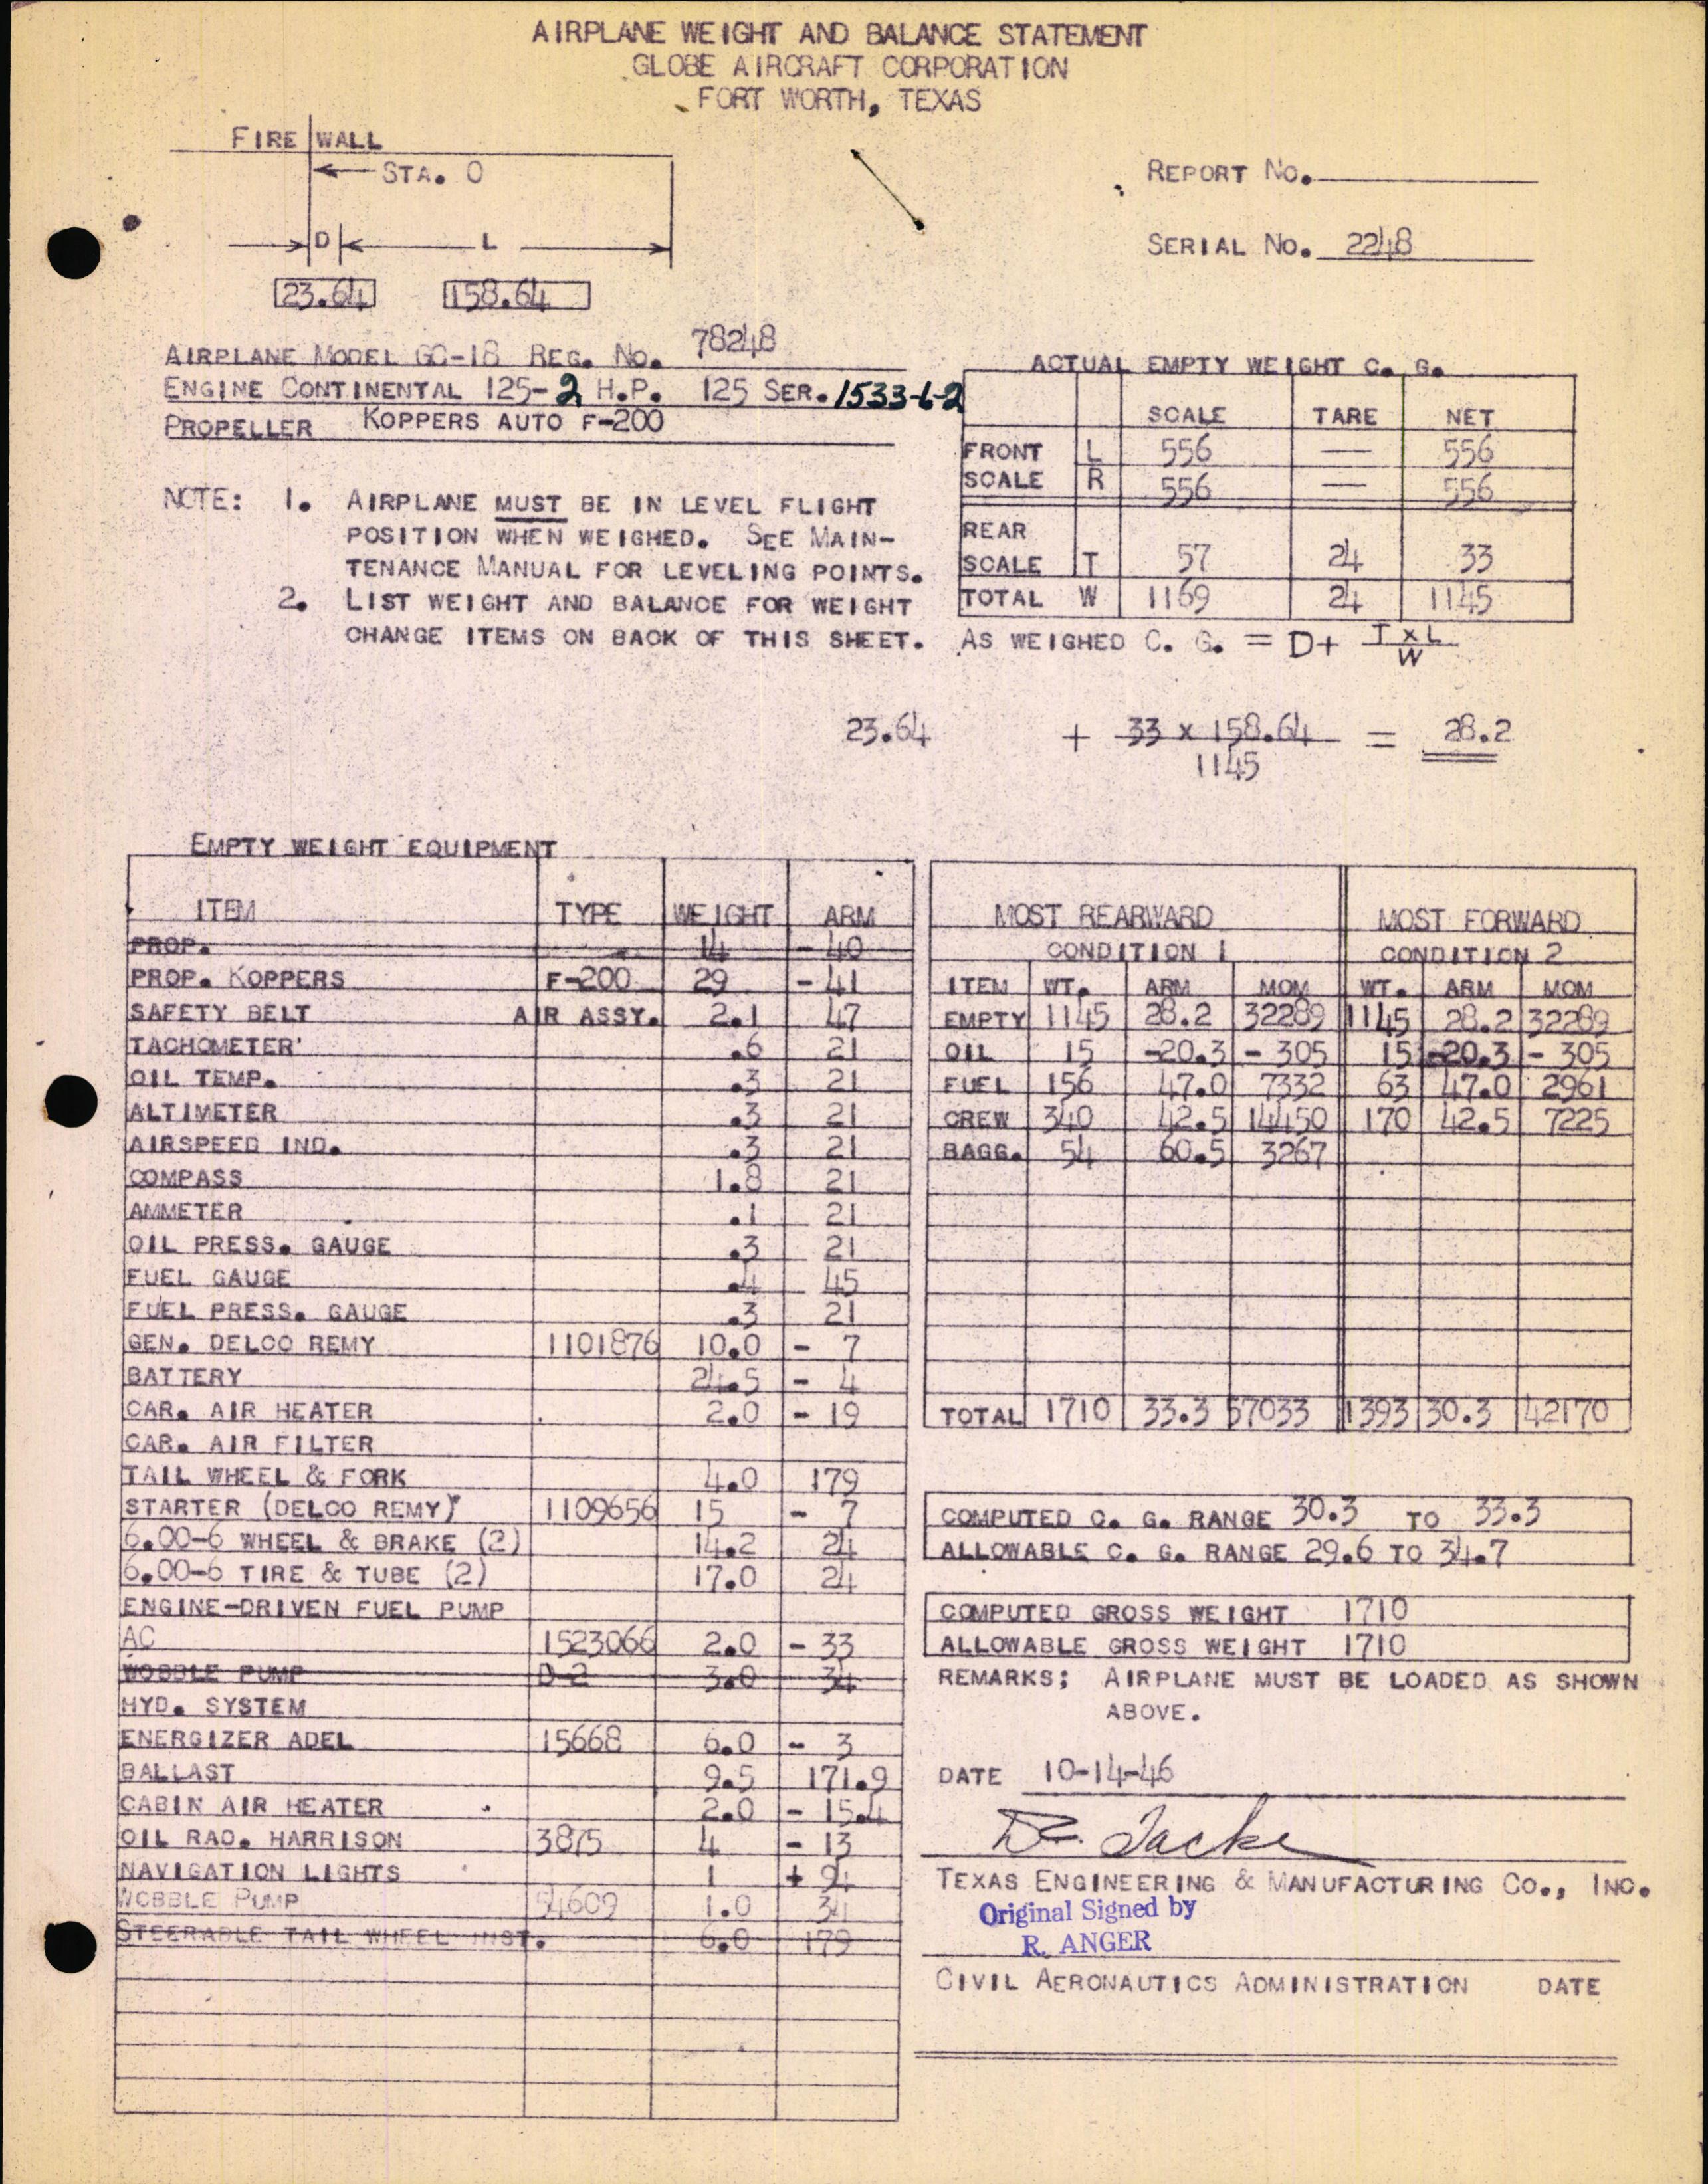 AIRPLANE WEIGHT AND BALANCE STATEMENT
GLOBE AIRCRAFT CORPORATION
FORT WORTH, TEXAS
FIRE WALL
STA. 0
D L
23.64 158.64
REPORT NO.
SERIAL NO. 2248
AIRPLANE MODEL GC-1B REG. NO. 78248
ENGINE CONTINENTAL 125-2 H.P. 125 SER. 1533-6-2
PROPELLER KOPPERS AUTO F-200
NOTE: 1. AIRPLANE MUST BE IN LEVEL FLIGHT
POSITION WHEN WEIGHED. SEE MAIN-
TENANCE MANUAL FOR LEVELING POINTS.
2. LIST WEIGHT AND BALANCE FOR WEIGHT
CHANGE ITEMS ON BACK OF THIS SHEET.
ACTUAL EMPTY WEIGHT C. G.
SCALE TARE NET
FRONT L 556 — 556
SCALE R 556 — 556
REAR
SCALE T 57 24 33
TOTAL W 1169 24 1145
AS WEIGHED C. G. = D+ T x L
W
23.64 + 33 x 158.64 = 28.2
1145
EMPTY WEIGHT EQUIPMENT
ITEM TYPE WEIGHT ARM
PROP. 14 - 40
PROP. KOPPERS F-200 29 - 41
SAFETY BELT AIR ASSY. 2.1 47
TACHOMETER .6 21
OIL TEMP. .3 21
ALTIMETER .3 21
AIRSPEED IND. .3 21
COMPASS 1.8 21
AMMETER .1 21
OIL PRESS. GAUGE .3 21
FUEL GAUGE .4 45
FUEL PRESS. GAUGE .3 21
GEN. DELCO REMY 1101876 10.0 - 7
BATTERY 24.5 - 4
CAR. AIR HEATER 2.0 - 19
CAR. AIR FILTER
TAIL WHEEL & FORK 4.0 179
STARTER (DELCO REMY) 1109656 15 - 7
6.00-6 WHEEL & BRAKE (2) 14.2 24
6.00-6 TIRE & TUBE (2) 17.0 24
ENGINE-DRIVEN FUEL PUMP
AC 1523066 2.0 - 33
WOBBLE PUMP D-2 3.0 34
HYD. SYSTEM
ENERGIZER ADEL 15668 6.0 - 3
BALLAST 9.5 171.9
CABIN AIR HEATER 2.0 - 15.4
OIL RAD. HARRISON 3875 4 - 13
NAVIGATION LIGHTS 1 + 94
WOBBLE PUMP 54609 1.0 34
STEERABLE TAIL WHEEL INST. 6.0 179
MOST REARWARD MOST FORWARD
CONDITION 1 CONDITION 2
ITEM WT. ARM MOM WT. ARM MOM
EMPTY 1145 28.2 32289 1145 28.2 32289
OIL 15 -20.3 - 305 15 -20.3 - 305
FUEL 156 47.0 7332 63 47.0 2961
CREW 340 42.5 14450 170 42.5 7225
BAGG. 54 60.5 3267
TOTAL 1710 33.3 57033 1393 30.3 42170
COMPUTED C. G. RANGE 30.3 TO 33.3
ALLOWABLE C. G. RANGE 29.6 TO 34.7
COMPUTED GROSS WEIGHT 1710
ALLOWABLE GROSS WEIGHT 1710
REMARKS; AIRPLANE MUST BE LOADED AS SHOWN
ABOVE.
DATE 10-14-46
TEXAS ENGINEERING & MANUFACTURING CO., INC.
Original Signed by
R. ANGER
CIVIL AERONAUTICS ADMINISTRATION DATE